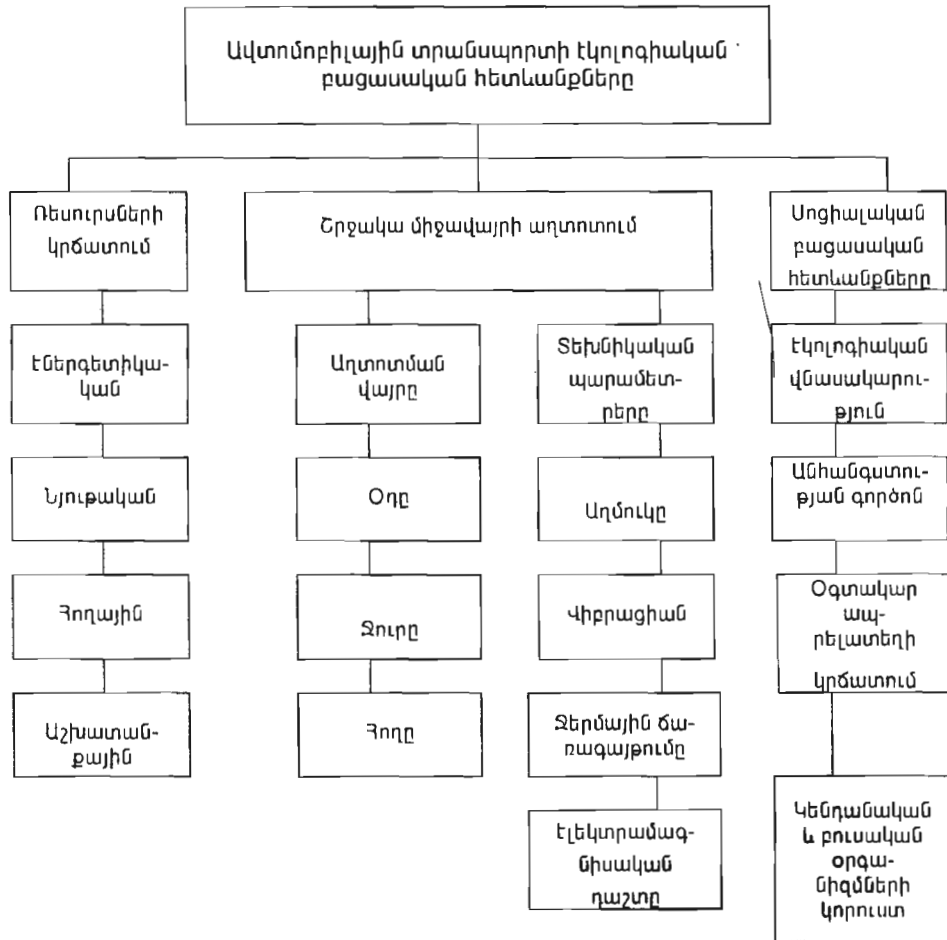 Ավտոմոբիլային տրանսպորտի էկոլոգիական
բացասական հետևանքները
Ռեսուրսների
կրճատում
Շրջակա միջավայրի աղտոտում
Սոցիալական
բացասական
հետևանքները
էներգետիկա-
կան
Աղտոտման
վայրը
Տեխնիկական
պարամետ-
րերը
էկոլոգիական
վնասակարու-
թյուն
Նյութական
Օդը
Աղմուկը
Անհանգստու-
թյան գործոն
Հողային
Ջուրը
Վիբրացիան
Օգտակար
ապ-
րելատեղի
կրճատում
Աշխատան-
քային
Հողը
Ջերմային ճա-
ռագայթումը
էլեկտրամագ-
նիսական
դաշտը
Կենդանական
և բուսական
օրգա-
նիզմների
կորուստ